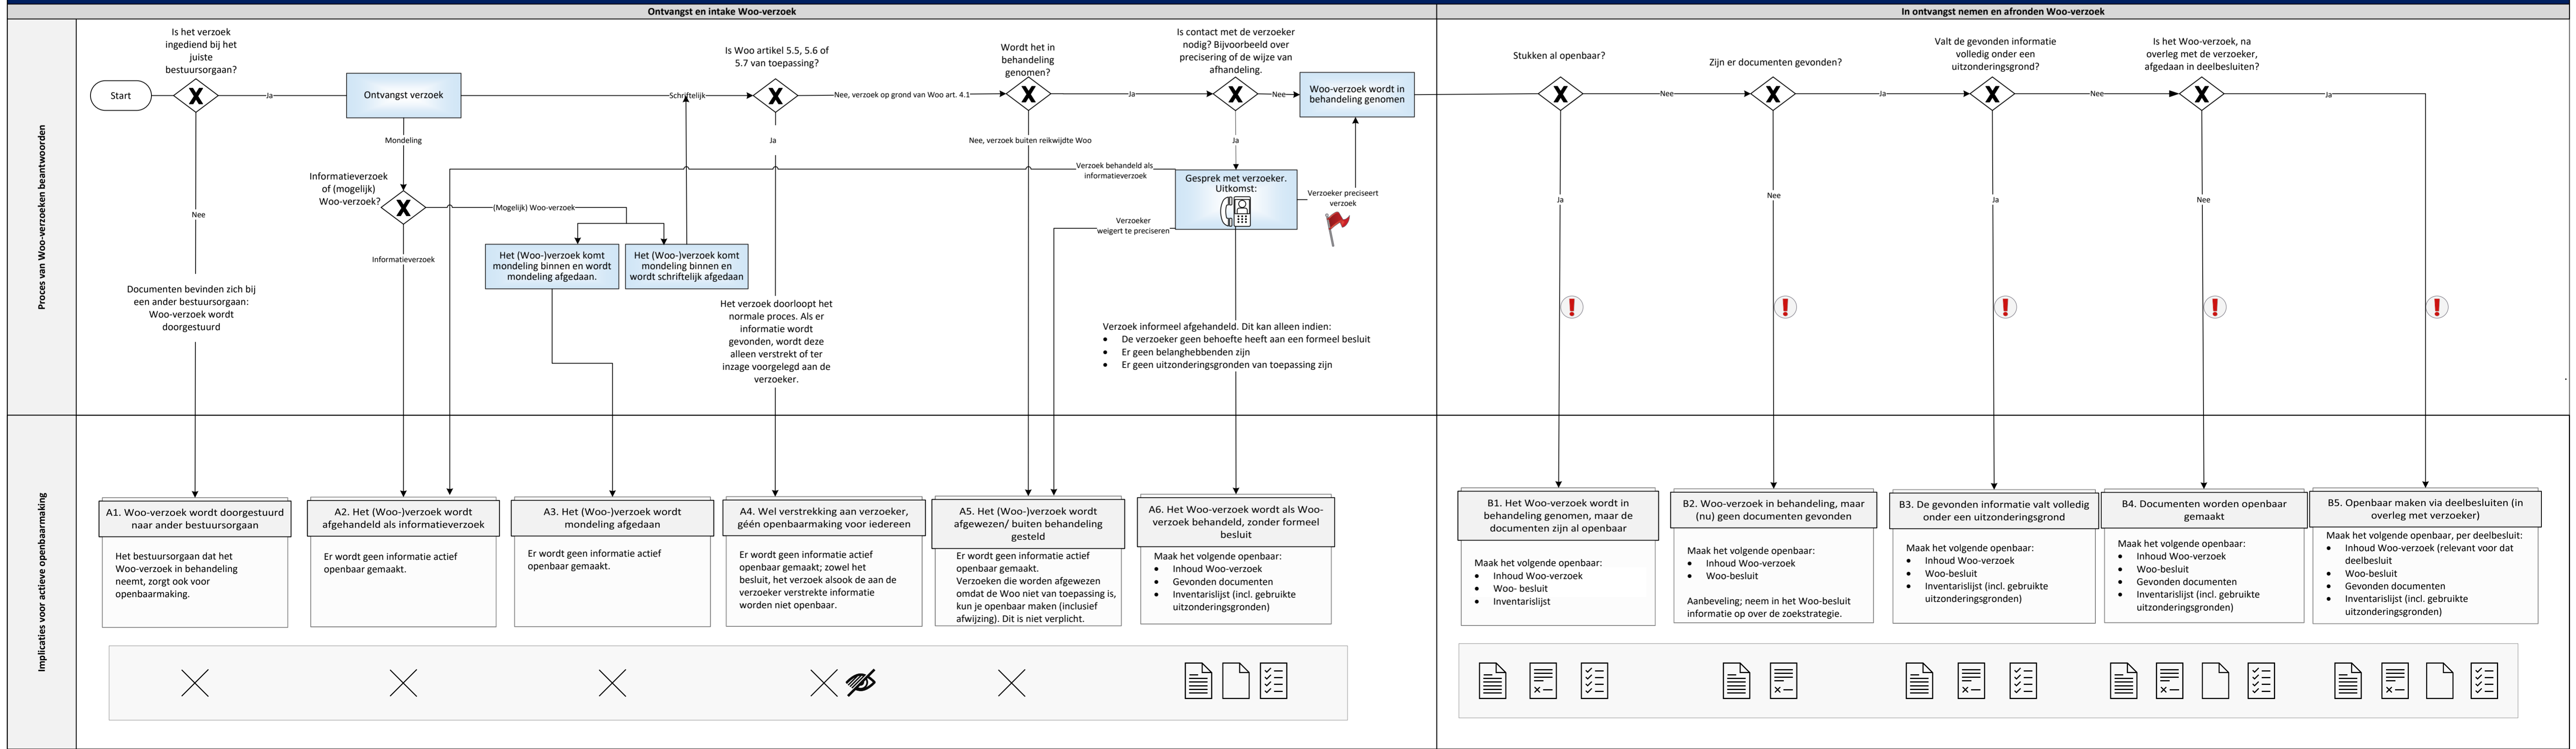 Ontvangst en intake Woo-verzoek
In ontvangst nemen en afronden Woo-verzoek
Proces van Woo-verzoeken beantwoorden
Start
Is het verzoek
ingediend bij het
juiste
bestuursorgaan?
Ja
Nee
Documenten bevinden zich bij
een ander bestuursorgaan:
Woo-verzoek wordt
doorgestuurd
Ontvangst verzoek
Mondeling
Informatieverzoek
of (mogelijk)
Woo-verzoek?
(Mogelijk) Woo-verzoek
Informatieverzoek
Het (Woo-)verzoek komt
mondeling binnen en wordt
mondeling afgedaan.
Het (Woo-)verzoek komt
mondeling binnen en
wordt schriftelijk afgedaan
Schriftelijk
Is Woo artikel 5.5, 5.6 of
5.7 van toepassing?
Ja
Het verzoek doorloopt het
normale proces. Als er
informatie wordt
gevonden, wordt deze
alleen verstrekt of ter
inzage voorgelegd aan de
verzoeker.
Nee, verzoek op grond van Woo art. 4.1
Wordt het in
behandeling
genomen?
Ja
Nee, verzoek buiten reikwijdte Woo
Is contact met de verzoeker
nodig? Bijvoorbeeld over
precisering of de wijze van
afhandeling.
Nee
Ja
Woo-verzoek wordt in
behandeling genomen
Gesprek met verzoeker.
Uitkomst:
Verzoek behandeld als
informatieverzoek
Verzoeker
weigert te preciseren
Verzoeker preciseert
verzoek
Verzoek informeel afgehandeld. Dit kan alleen indien:
• De verzoeker geen behoefte heeft aan een formeel besluit
• Er geen belanghebbenden zijn
• Er geen uitzonderingsgronden van toepassing zijn
Stukken al openbaar?
Nee
Ja
Zijn er documenten gevonden?
Ja
Nee
Valt de gevonden informatie
volledig onder een
uitzonderingsgrond?
Nee
Ja
Is het Woo-verzoek, na
overleg met de verzoeker,
afgedaan in deelbesluiten?
Ja
Nee
Implicaties voor actieve openbaarmaking
A1. Woo-verzoek wordt doorgestuurd
naar ander bestuursorgaan
Het bestuursorgaan dat het
Woo-verzoek in behandeling
neemt, zorgt ook voor
openbaarmaking.
A2. Het (Woo-)verzoek wordt
afgehandeld als informatieverzoek
Er wordt geen informatie actief
openbaar gemaakt.
A3. Het (Woo-)verzoek wordt
mondeling afgedaan
Er wordt geen informatie actief
openbaar gemaakt.
A4. Wel verstrekking aan verzoeker,
géén openbaarmaking voor iedereen
Er wordt geen informatie actief
openbaar gemaakt; zowel het
besluit, het verzoek alsook de aan de
verzoeker verstrekte informatie
worden niet openbaar.
A5. Het (Woo-)verzoek wordt
afgewezen/ buiten behandeling
gesteld
Er wordt geen informatie actief
openbaar gemaakt.
Verzoeken die worden afgewezen
omdat de Woo niet van toepassing is,
kun je openbaar maken (inclusief
afwijzing). Dit is niet verplicht.
A6. Het Woo-verzoek wordt als Woo-
verzoek behandeld, zonder formeel
besluit
Maak het volgende openbaar:
• Inhoud Woo-verzoek
• Gevonden documenten
• Inventarislijst (incl. gebruikte
uitzonderingsgronden)
B1. Het Woo-verzoek wordt in
behandeling genomen, maar de
documenten zijn al openbaar
Maak het volgende openbaar:
• Inhoud Woo-verzoek
• Woo- besluit
• Inventarislijst
B2. Woo-verzoek in behandeling, maar
(nu) geen documenten gevonden
Maak het volgende openbaar:
• Inhoud Woo-verzoek
• Woo-besluit
Aanbeveling; neem in het Woo-besluit
informatie op over de zoekstrategie.
B3. De gevonden informatie valt volledig
onder een uitzonderingsgrond
Maak het volgende openbaar:
• Inhoud Woo-verzoek
• Woo-besluit
• Inventarislijst (incl. gebruikte
uitzonderingsgronden)
B4. Documenten worden openbaar
gemaakt
Maak het volgende openbaar:
• Inhoud Woo-verzoek
• Woo-besluit
• Gevonden documenten
• Inventarislijst (incl. gebruikte
uitzonderingsgronden)
B5. Openbaar maken via deelbesluiten (in
overleg met verzoeker)
Maak het volgende openbaar, per deelbesluit:
• Inhoud Woo-verzoek (relevant voor dat
deelbesluit
• Woo-besluit
• Gevonden documenten
• Inventarislijst (incl. gebruikte
uitzonderingsgronden)